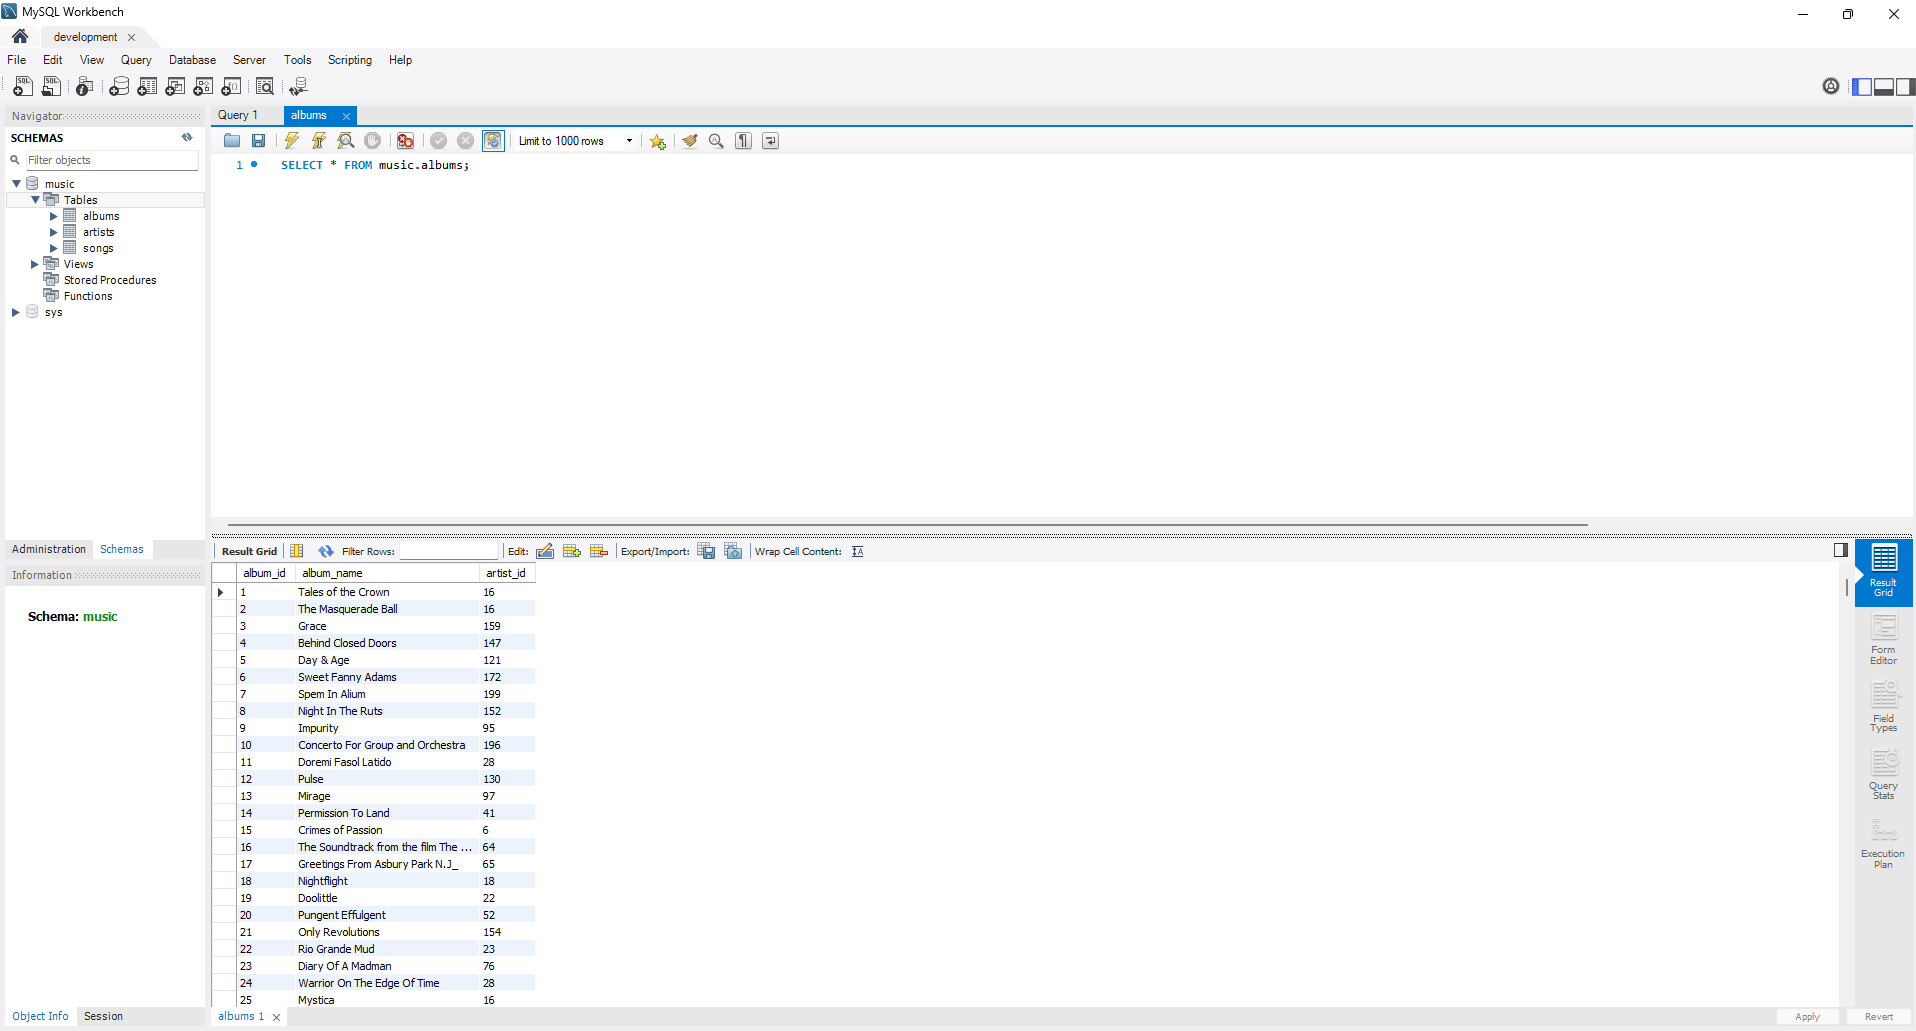 MySQL Workbench
development
File Edit View Query Database Server Tools Scripting Help
Navigator
SCHEMAS
Filter objects
music
Tables
albums
artists
songs
Views
Stored Procedures
Functions
sys
Administration Schemas
Information
Schema: music
Object Info Session
Query 1 albums
Limit to 1000 rows
1 SELECT * FROM music.albums;
Result Grid Filter Rows: Edit: Export/Import: Wrap Cell Content:
album_id album_name artist_id
1 Tales of the Crown 16
2 The Masquerade Ball 16
3 Grace 159
4 Behind Closed Doors 147
5 Day & Age 121
6 Sweet Fanny Adams 172
7 Spem In Alium 199
8 Night In The Ruts 152
9 Impurity 95
10 Concerto For Group and Orchestra 196
11 Doremi Fasol Latido 28
12 Pulse 130
13 Mirage 97
14 Permission To Land 41
15 Crimes of Passion 6
16 The Soundtrack from the film The ... 64
17 Greetings From Asbury Park N.J_ 65
18 Nightflight 18
19 Doolittle 22
20 Pungent Effulgent 52
21 Only Revolutions 154
22 Rio Grande Mud 23
23 Diary Of A Madman 76
24 Warrior On The Edge Of Time 28
25 Mystica 16
albums 1
Result
Grid
Form
Editor
Field
Types
Query
Stats
Execution
Plan
Apply Revert